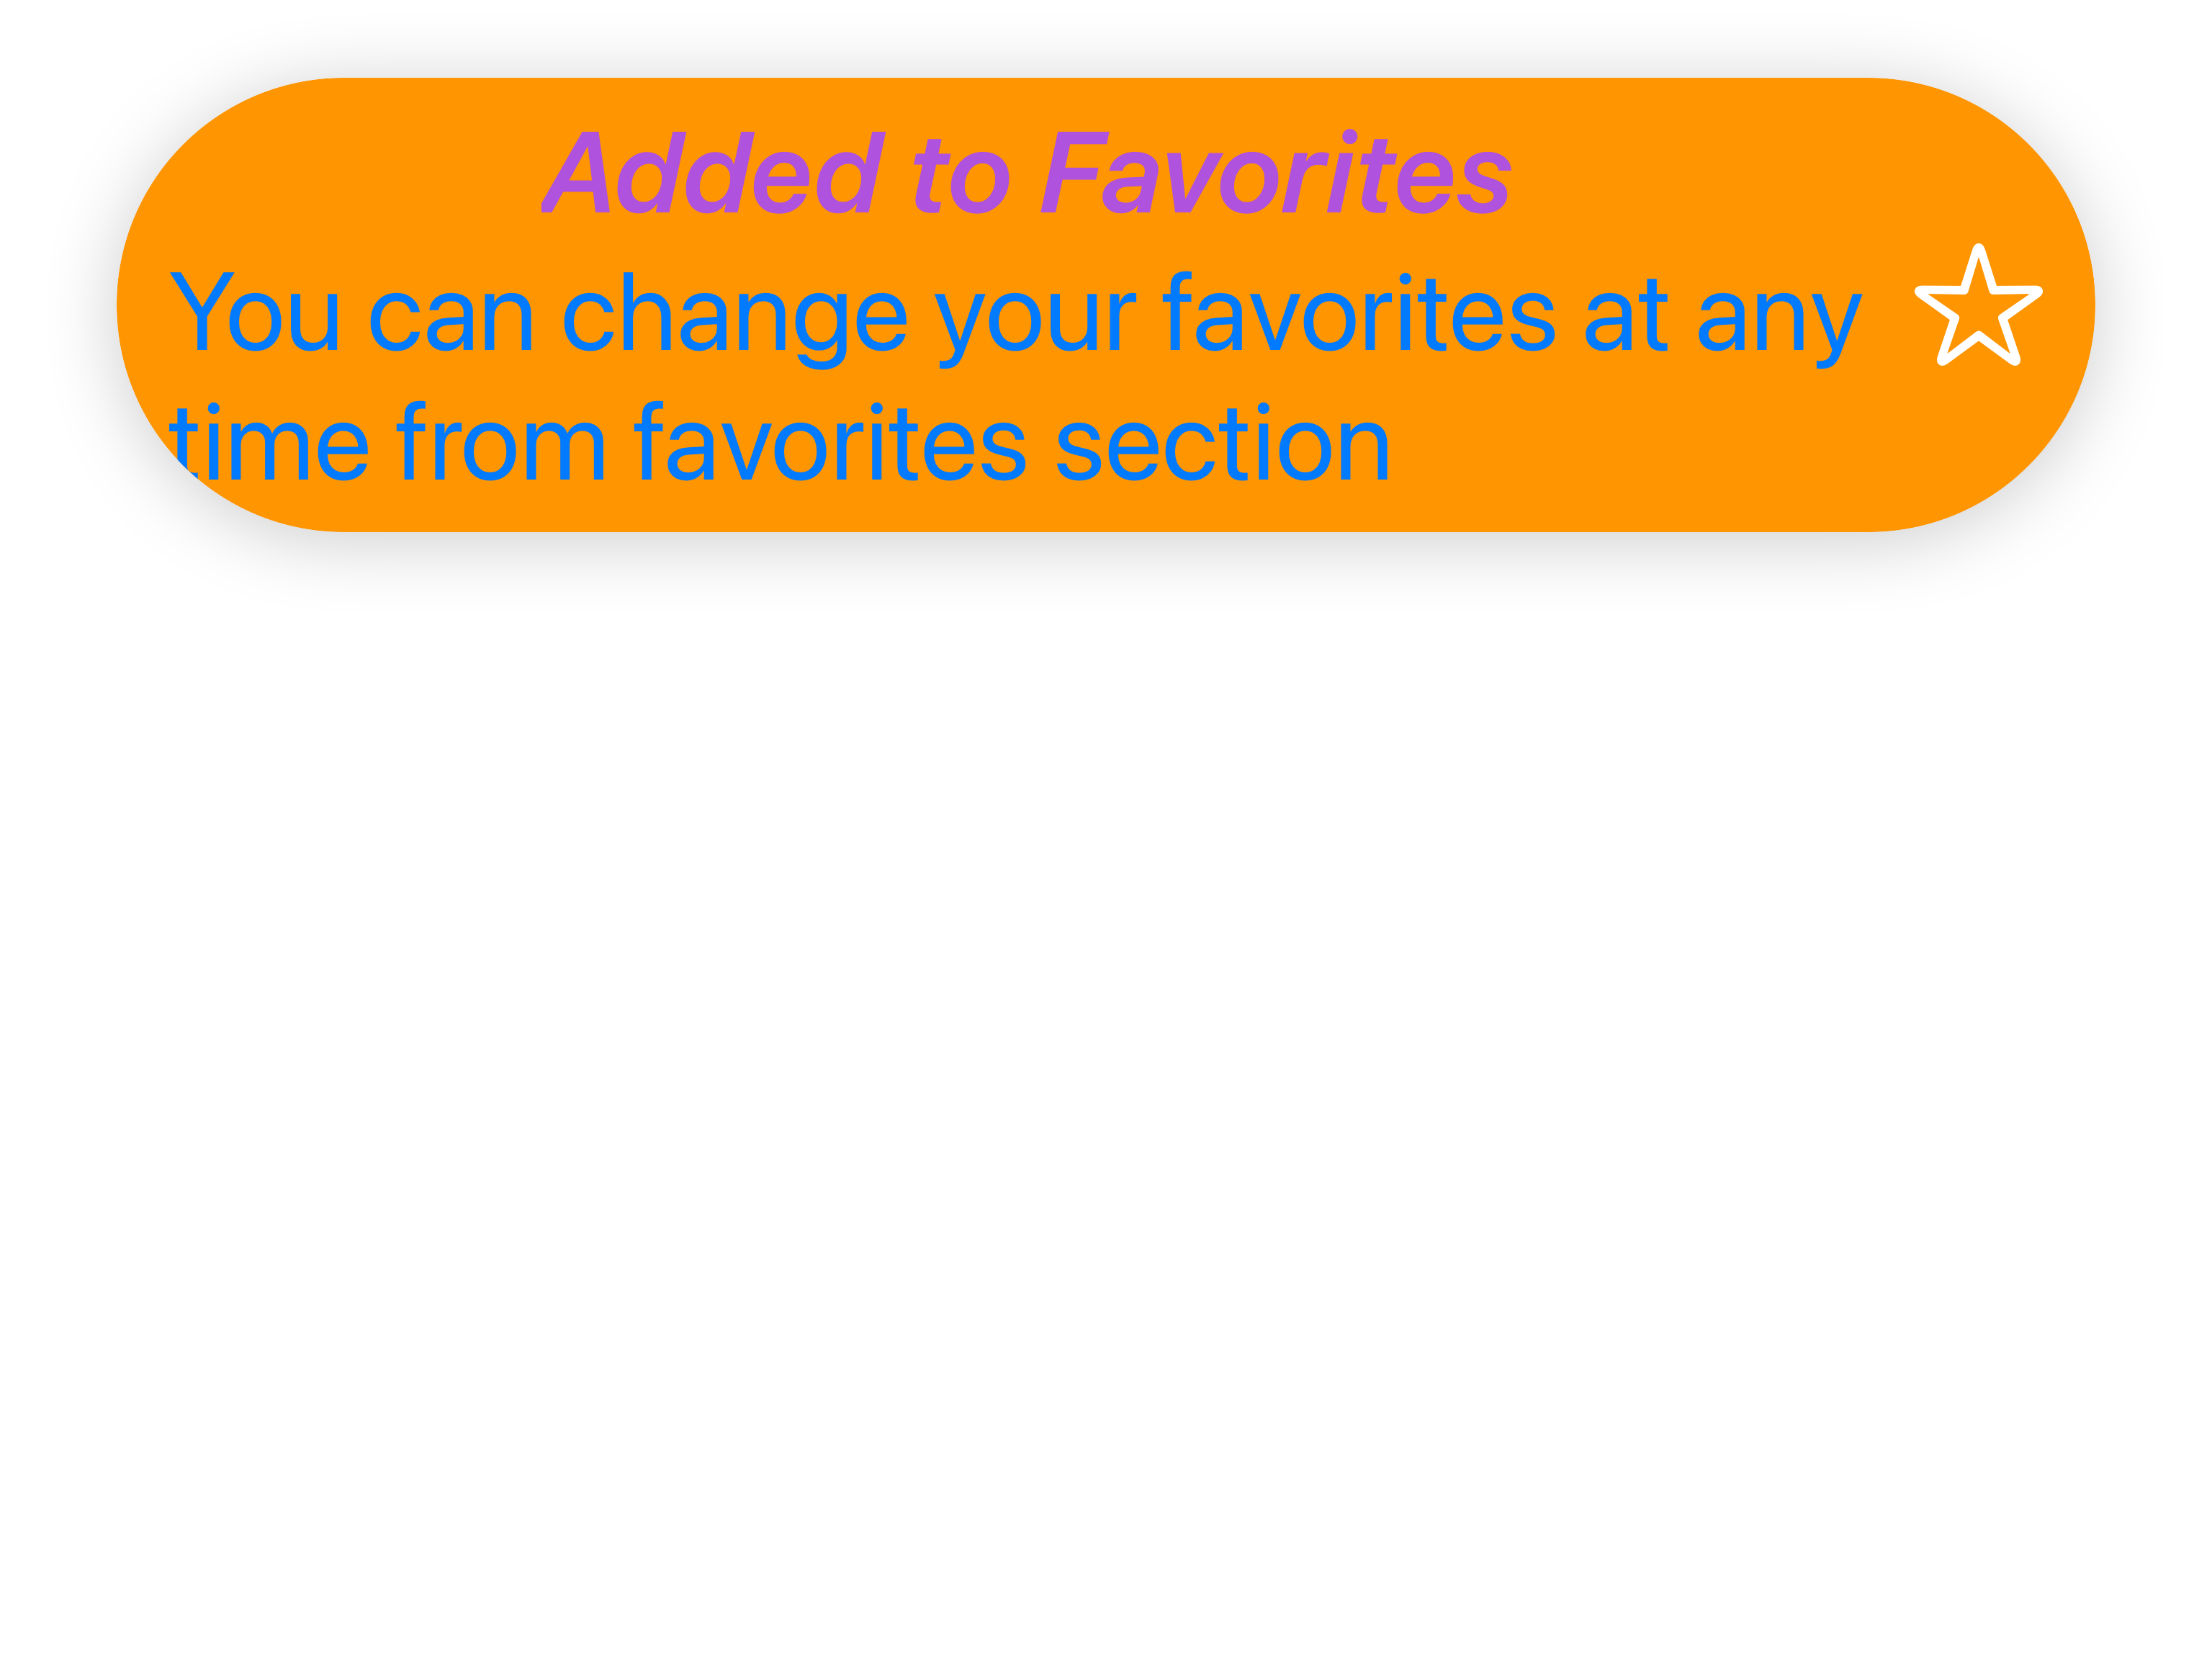 Added to Favorites
You can change your favorites at any
time from favorites section